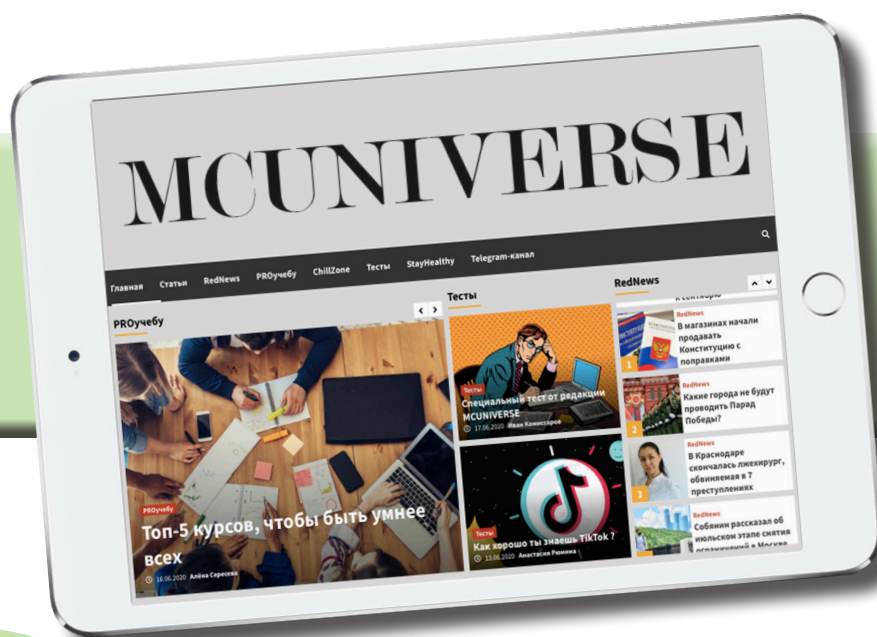 MCUNIVERSE
Главная Статьи RedNews PROучебу ChillZone Тесты StayHealthy Telegram-канал
PROучебу
PROучебу
Топ-5 курсов, чтобы быть умнее
всех
16.06.2020 Алёна Сересева
Тесты
Тесты
Специальный тест от редакции
MCUNIVERSE
17.06.2020 Иван Комиссаров
Тесты
Как хорошо ты знаешь TikTok ?
13.06.2020 Анастасия Рюмина
RedNews
к сентябрю
1
RedNews
В магазинах начали
продавать
Конституцию с
поправками
2
RedNews
Какие города не будут
проводить Парад
Победы?
3
RedNews
В Краснодаре
скончалась лжехирург,
обвиняемая в 7
преступлениях
RedNews
Собянин рассказал об
июльском этапе снятия
ограничений в Москве